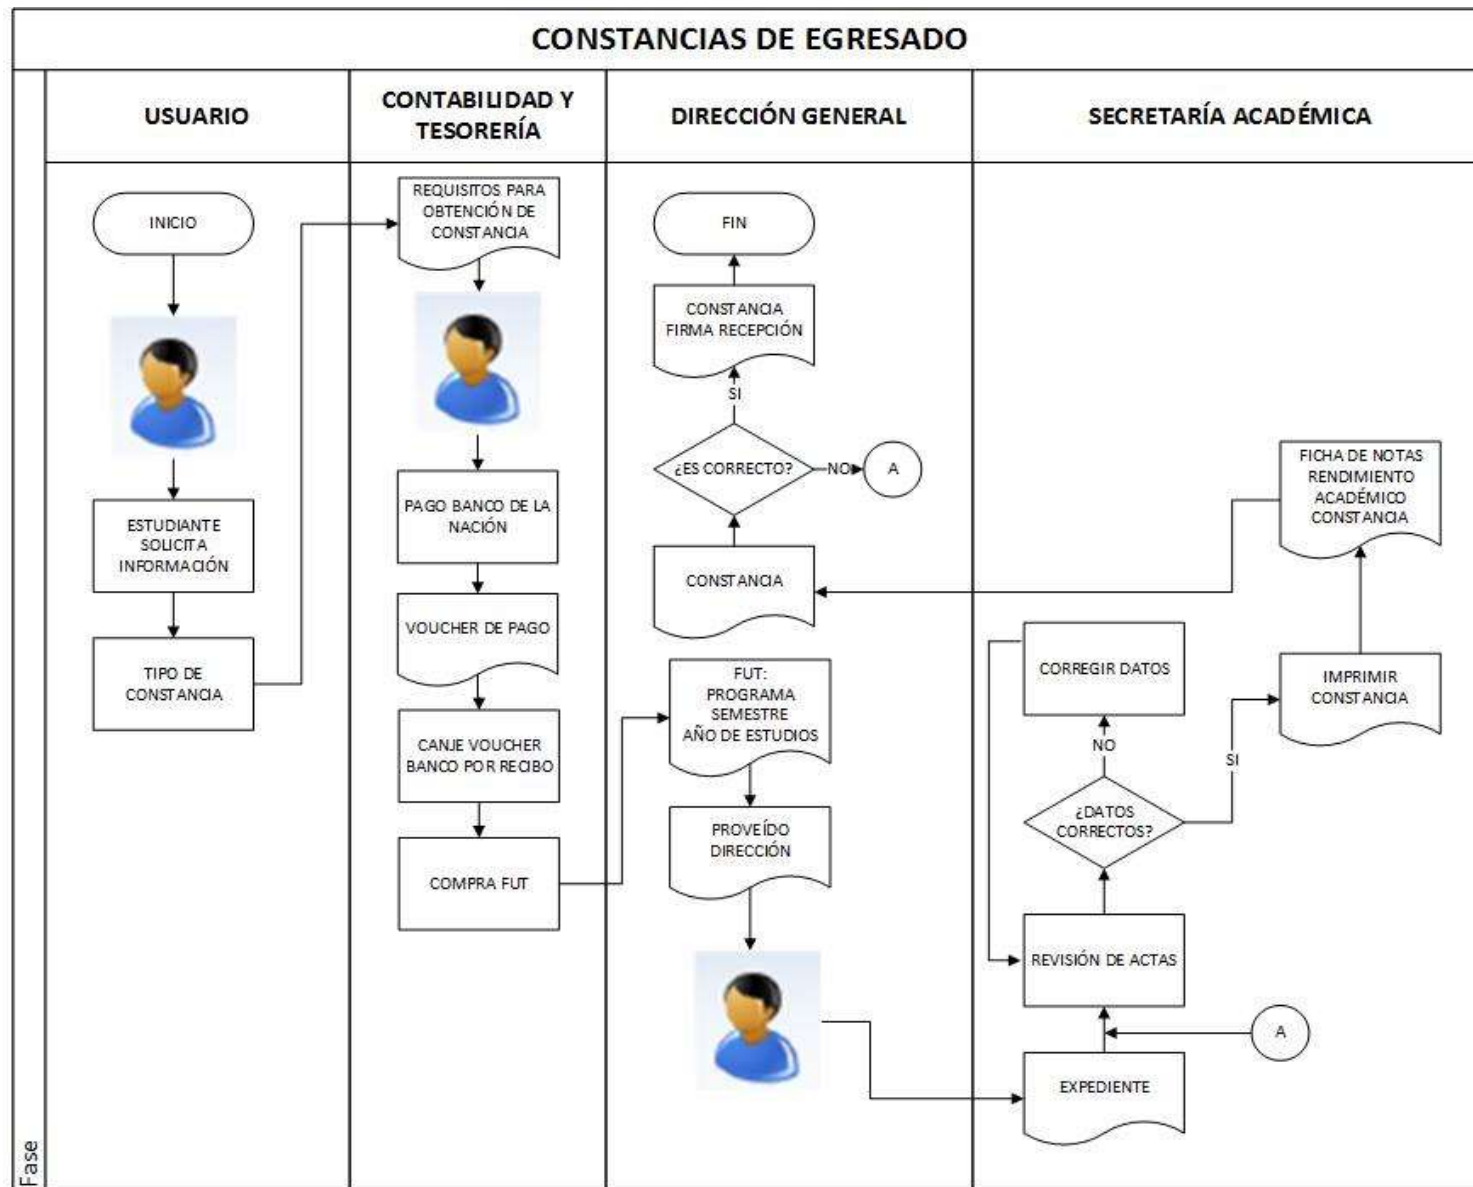 CONSTANCIAS DE EGRESADO
Fase
USUARIO
INICIO
ESTUDIANTE
SOLICITA
INFORMACIÓN
TIPO DE
CONSTANCIA
CONTABILIDAD Y
TESORERÍA
REQUISITOS PARA
OBTENCIÓN DE
CONSTANCIA
PAGO BANCO DE LA
NACIÓN
VOUCHER DE PAGO
CANJE VOUCHER
BANCO POR RECIBO
COMPRA FUT
DIRECCIÓN GENERAL
FIN
CONSTANCIA
FIRMA RECEPCIÓN
SI
¿ES CORRECTO?
NO
A
CONSTANCIA
FUT:
PROGRAMA
SEMESTRE
AÑO DE ESTUDIOS
PROVEÍDO
DIRECCIÓN
SECRETARÍA ACADÉMICA
FICHA DE NOTAS
RENDIMIENTO
ACADÉMICO
CONSTANCIA
CORREGIR DATOS
IMPRIMIR
CONSTANCIA
NO
SI
¿DATOS
CORRECTOS?
REVISIÓN DE ACTAS
A
EXPEDIENTE